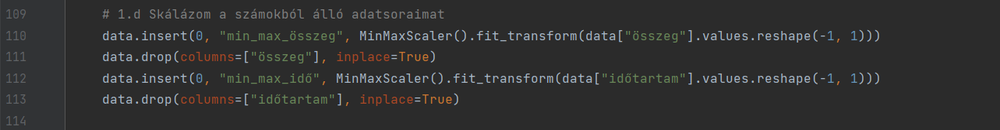 109 # 1.d Skálázom a számokból álló adatsoraimat
110 data.insert(0, "min_max_összeg", MinMaxScaler().fit_transform(data["összeg"].values.reshape(-1, 1)))
111 data.drop(columns=["összeg"], inplace=True)
112 data.insert(0, "min_max_idő", MinMaxScaler().fit_transform(data["időtartam"].values.reshape(-1, 1)))
113 data.drop(columns=["időtartam"], inplace=True)
114